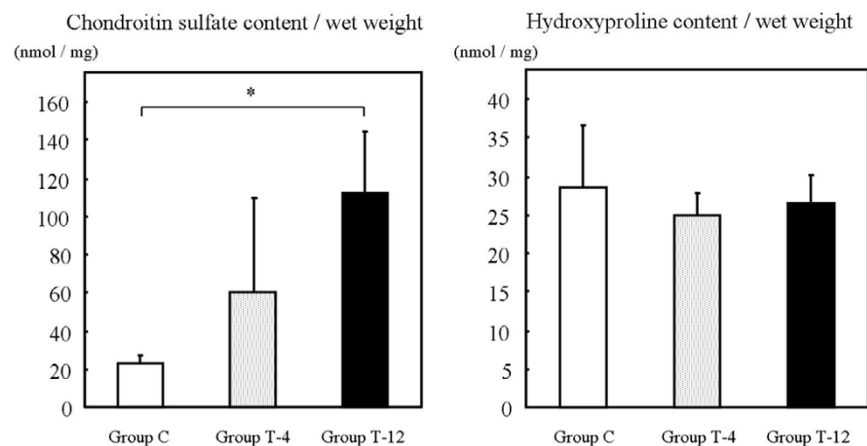 Chondroitin sulfate content / wet weight
(nmol / mg)
160
140
120
100
80
60
40
20
0
*
Group C
Group T-4
Group T-12
Hydroxyproline content / wet weight
(nmol / mg)
40
35
30
25
20
15
10
5
0
Group C
Group T-4
Group T-12